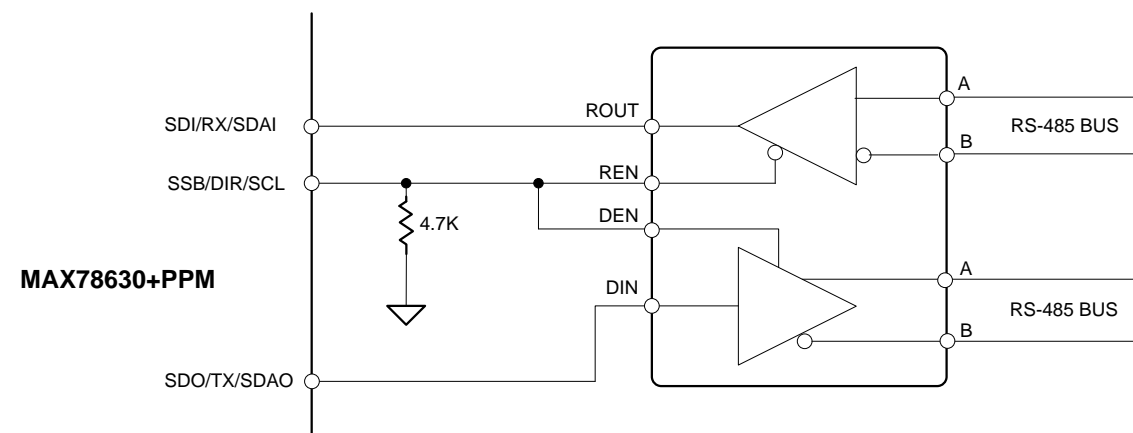 A
ROUT
SDI/RX/SDAI
RS-485 BUS
B
SSB/DIR/SCL
REN
4.7K
DEN
MAX78630+PPM
A
DIN
RS-485 BUS
B
SDO/TX/SDAO